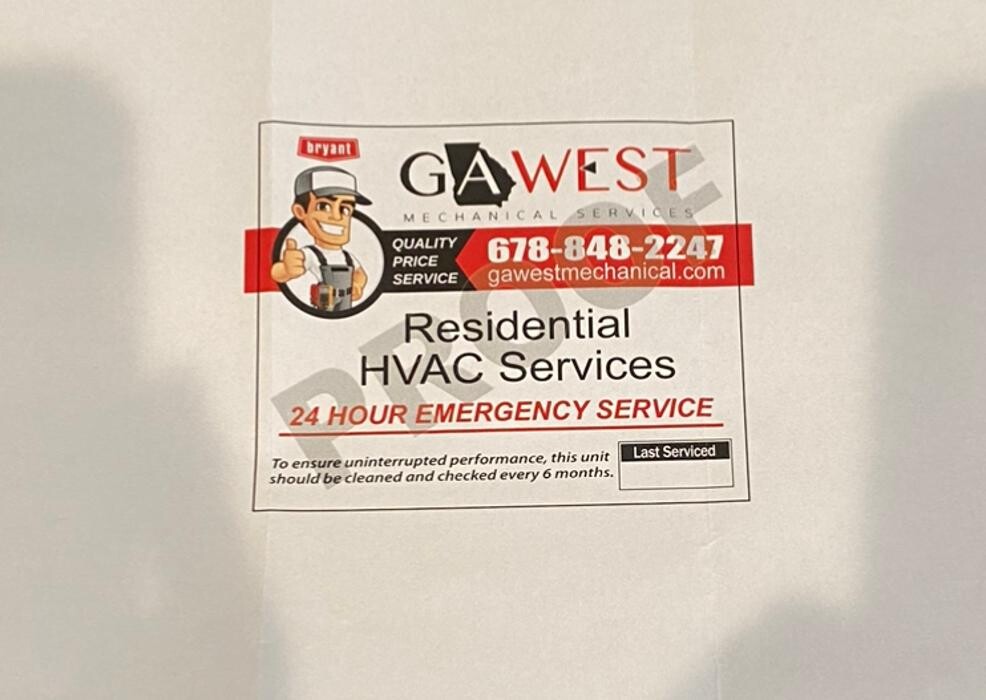 bryant
GAWEST
MECHANICAL SERVICES
QUALITY
PRICE
SERVICE
678-848-2247
gawestmechanical.com
PROOF
Residential
HVAC Services
24 HOUR EMERGENCY SERVICE
To ensure uninterrupted performance, this unit
should be cleaned and checked every 6 months.
Last Serviced